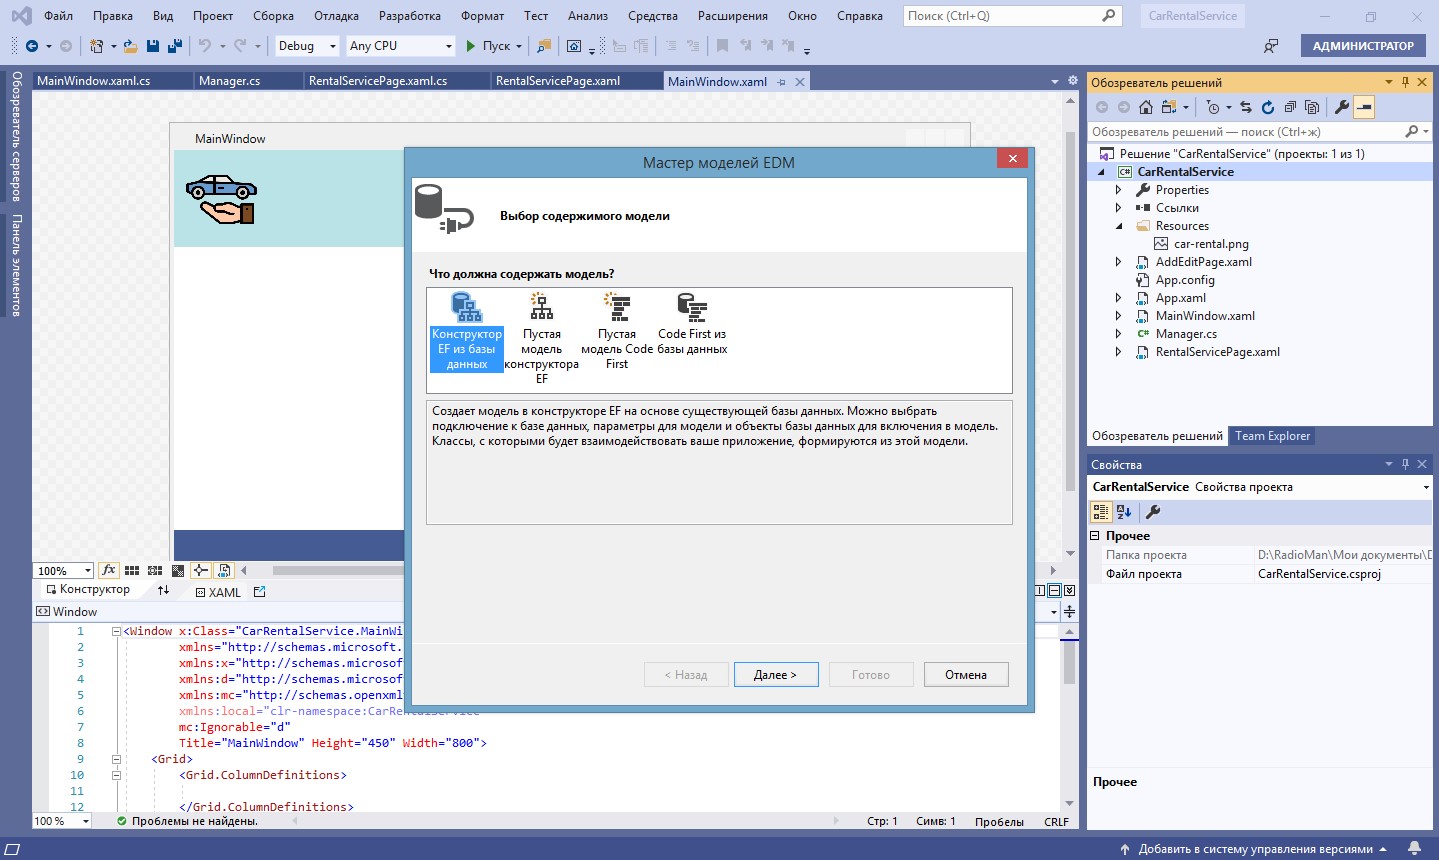 Файл Правка Вид Проект Сборка Отладка Разработка Формат Тест Анализ Средства Расширения Окно Справка Поиск (Ctrl+Q) CarRentalService
Debug Any CPU Пуск АДМИНИСТРАТОР
Обозреватель серверов
Панель элементов
MainWindow.xaml.cs Manager.cs RentalServicePage.xaml.cs RentalServicePage.xaml MainWindow.xaml
MainWindow
Мастер моделей EDM
Выбор содержимого модели
Что должна содержать модель?
Конструктор EF из базы данных
Пустая модель конструктора EF
Пустая модель Code First
Code First из базы данных
Создает модель в конструкторе EF на основе существующей базы данных. Можно выбрать
подключение к базе данных, параметры для модели и объекты базы данных для включения в модель.
Классы, с которыми будет взаимодействовать ваше приложение, формируются из этой модели.
< Назад Далее > Готово Отмена
100% fx
Конструктор XAML
Window
1 <Window x:Class="CarRentalService.MainWi
2 xmlns="http://schemas.microsoft.
3 xmlns:x="http://schemas.microsof
4 xmlns:d="http://schemas.microsof
5 xmlns:mc="http://schemas.openxml
6 xmlns:local="clr-namespace:CarRentalService"
7 mc:Ignorable="d"
8 Title="MainWindow" Height="450" Width="800">
9 <Grid>
10 <Grid.ColumnDefinitions>
11
12 </Grid.ColumnDefinitions>
100 % Проблемы не найдены. Стр: 1 Симв: 1 Пробелы CRLF
Обозреватель решений
Обозреватель решений — поиск (Ctrl+ж)
Решение "CarRentalService" (проекты: 1 из 1)
C# CarRentalService
Properties
Ссылки
Resources
car-rental.png
AddEditPage.xaml
App.config
App.xaml
MainWindow.xaml
C# Manager.cs
RentalServicePage.xaml
Обозреватель решений Team Explorer
Свойства
CarRentalService Свойства проекта
Прочее
Папка проекта D:\RadioMan\Мои документы\
Файл проекта CarRentalService.csproj
Прочее
Добавить в систему управления версиями